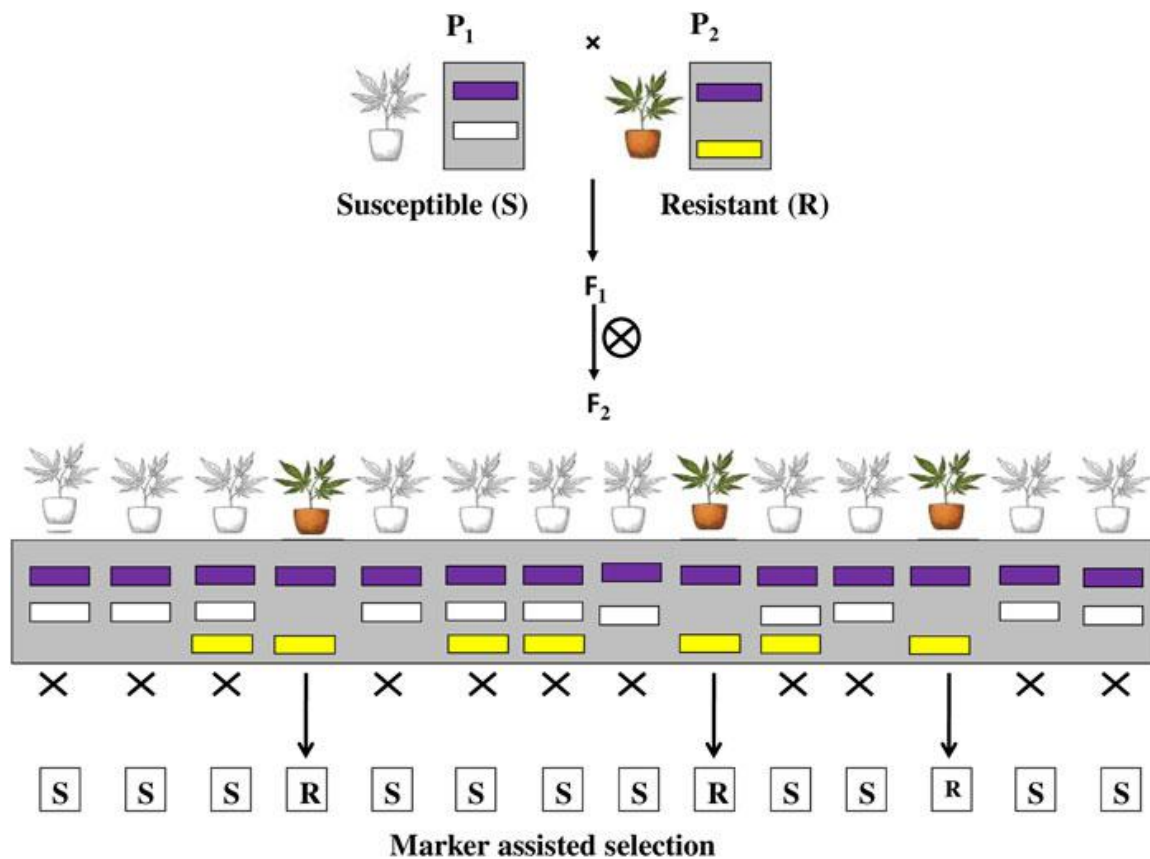 P₁ × P₂
Susceptible (S) Resistant (R)
F₁
F₂
S S S R S S S S R S S R S S
Marker assisted selection